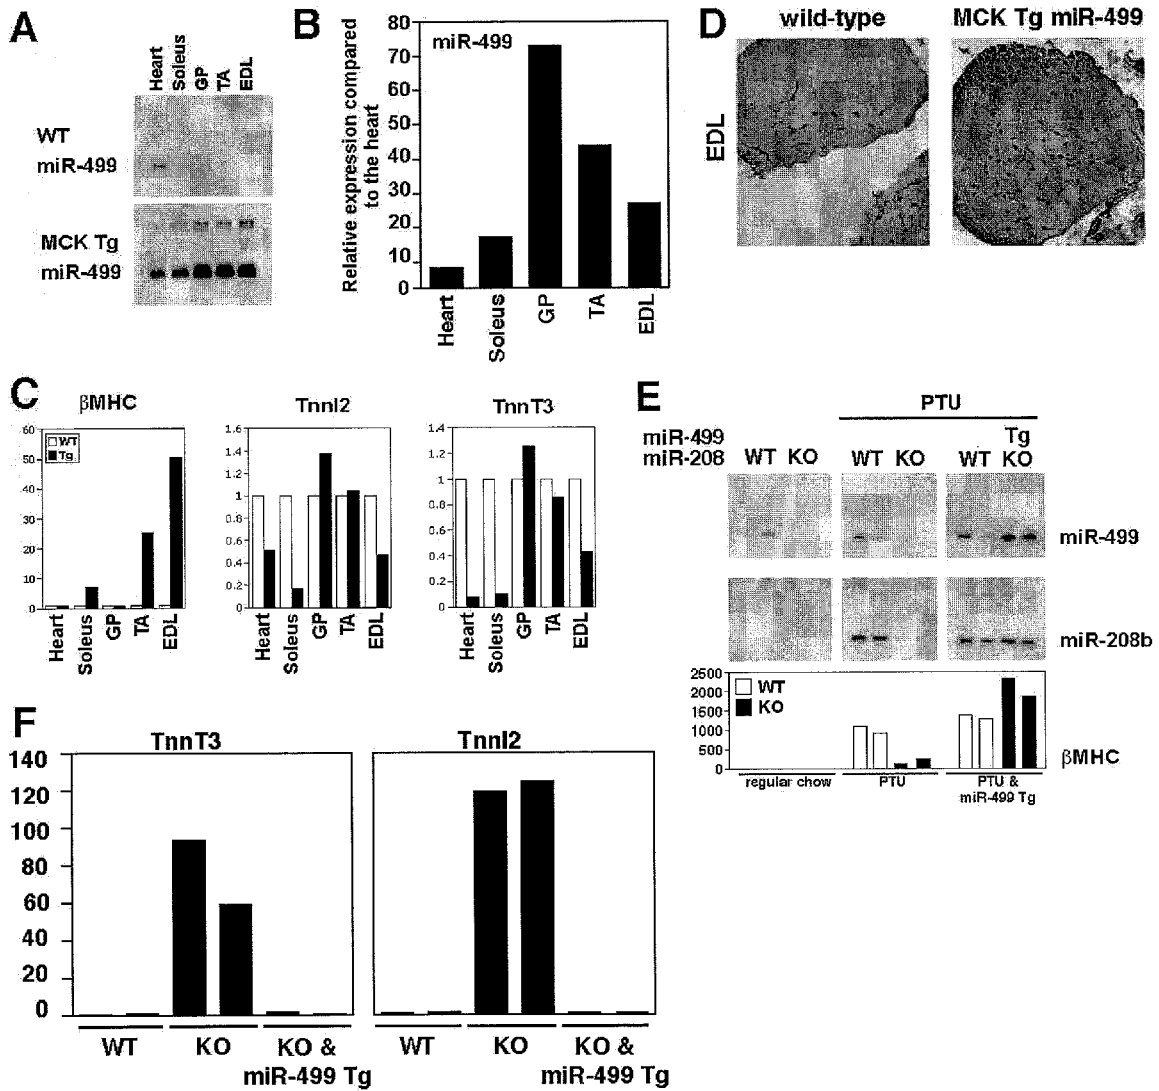 A
Heart
Soleus
GP
TA
EDL
WT
miR-499
MCK Tg
miR-499
B
miR-499
Relative expression compared
to the heart
80
70
60
50
40
30
20
10
0
Heart
Soleus
GP
TA
EDL
D
wild-type
MCK Tg miR-499
EDL
C
βMHC
WT
Tg
60
50
40
30
20
10
0
Heart
Soleus
GP
TA
EDL
TnnI2
1.6
1.4
1.2
1
0.8
0.6
0.4
0.2
0
Heart
Soleus
GP
TA
EDL
TnnT3
1.4
1.2
1
0.8
0.6
0.4
0.2
0
Heart
Soleus
GP
TA
EDL
E
PTU
miR-499 Tg
miR-208 WT KO WT KO WT KO
miR-499
miR-208b
2500
2000
1500
1000
500
0
WT
KO
βMHC
regular chow
PTU
PTU &
miR-499 Tg
F
TnnT3
140
120
100
80
60
40
20
0
WT
KO
KO &
miR-499 Tg
TnnI2
WT
KO
KO &
miR-499 Tg